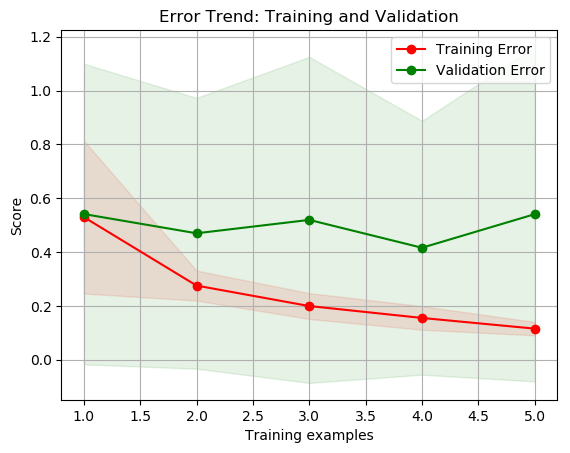 Error Trend: Training and Validation
1.2
1.0
0.8
0.6
0.4
0.2
0.0
Score
Training Error
Validation Error
1.0 1.5 2.0 2.5 3.0 3.5 4.0 4.5 5.0
Training examples